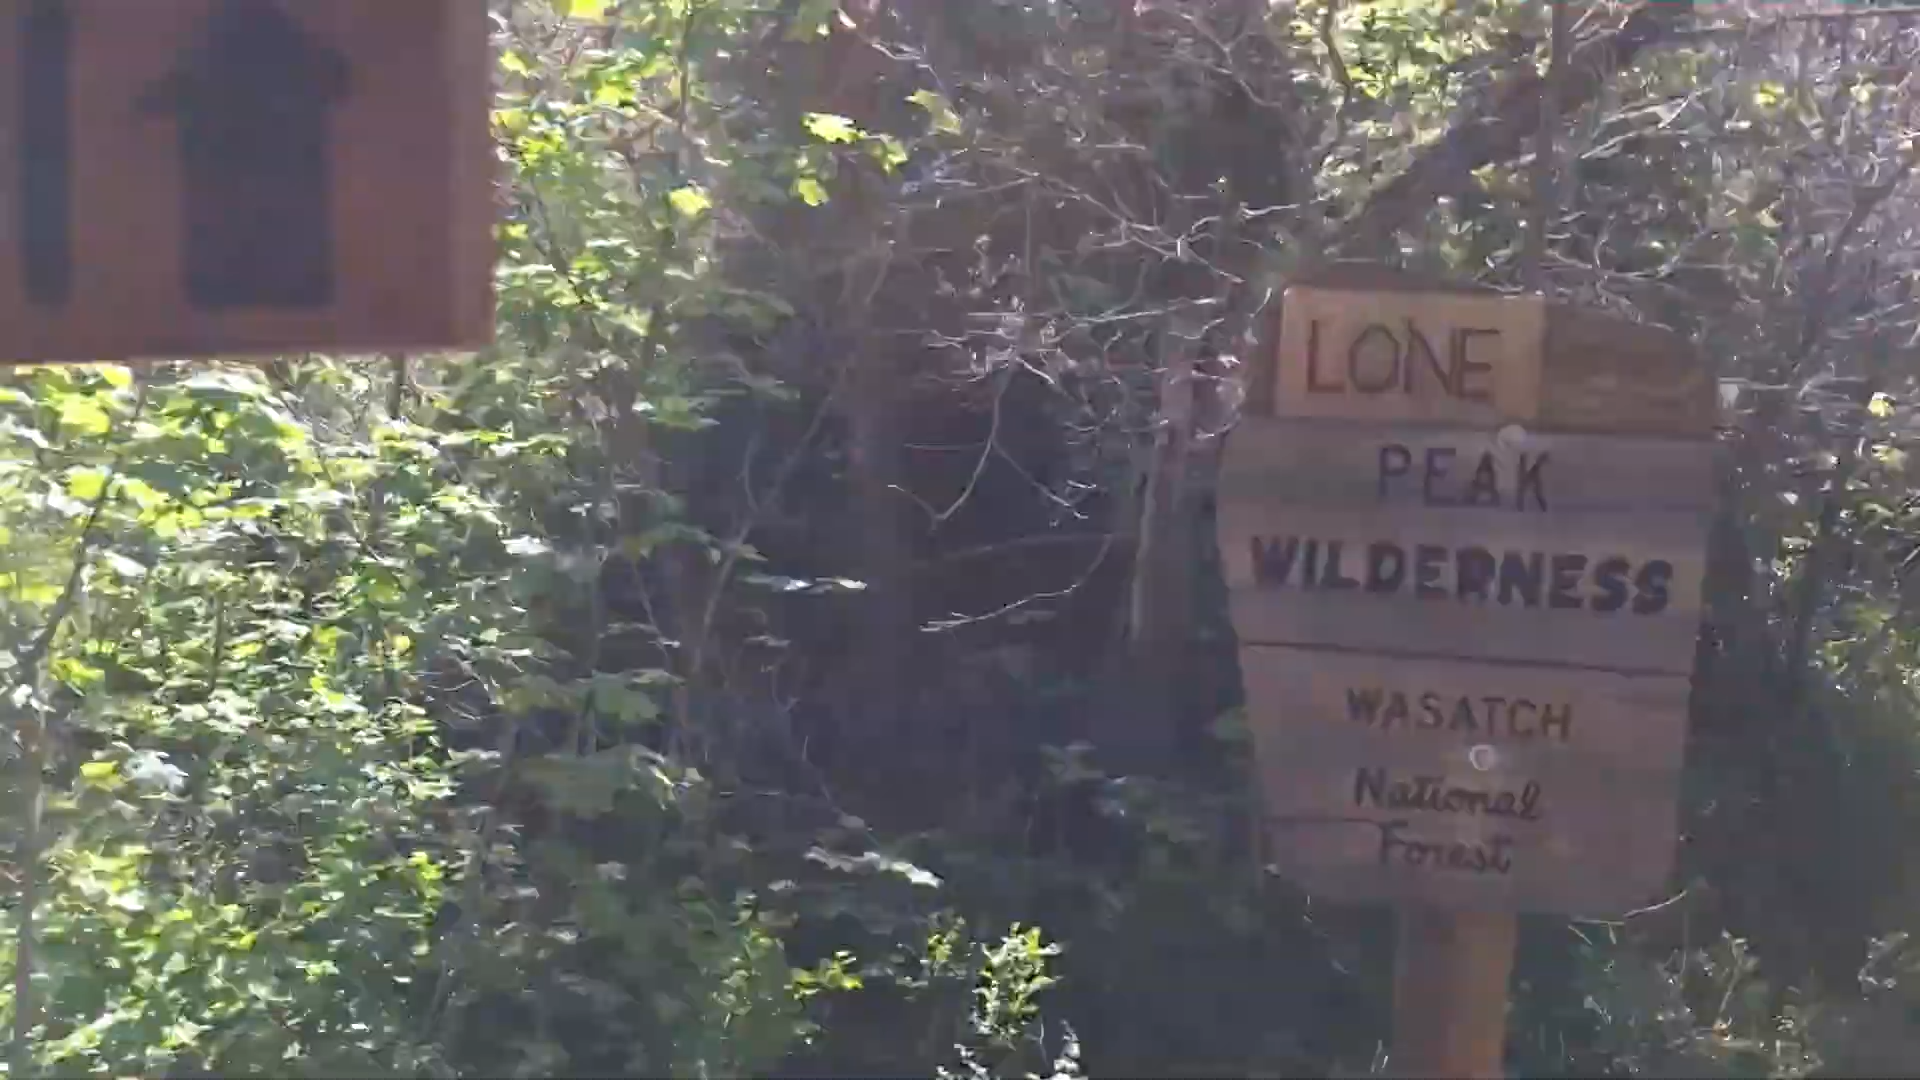 LONE
PEAK
WILDERNESS
WASATCH
National
Forest